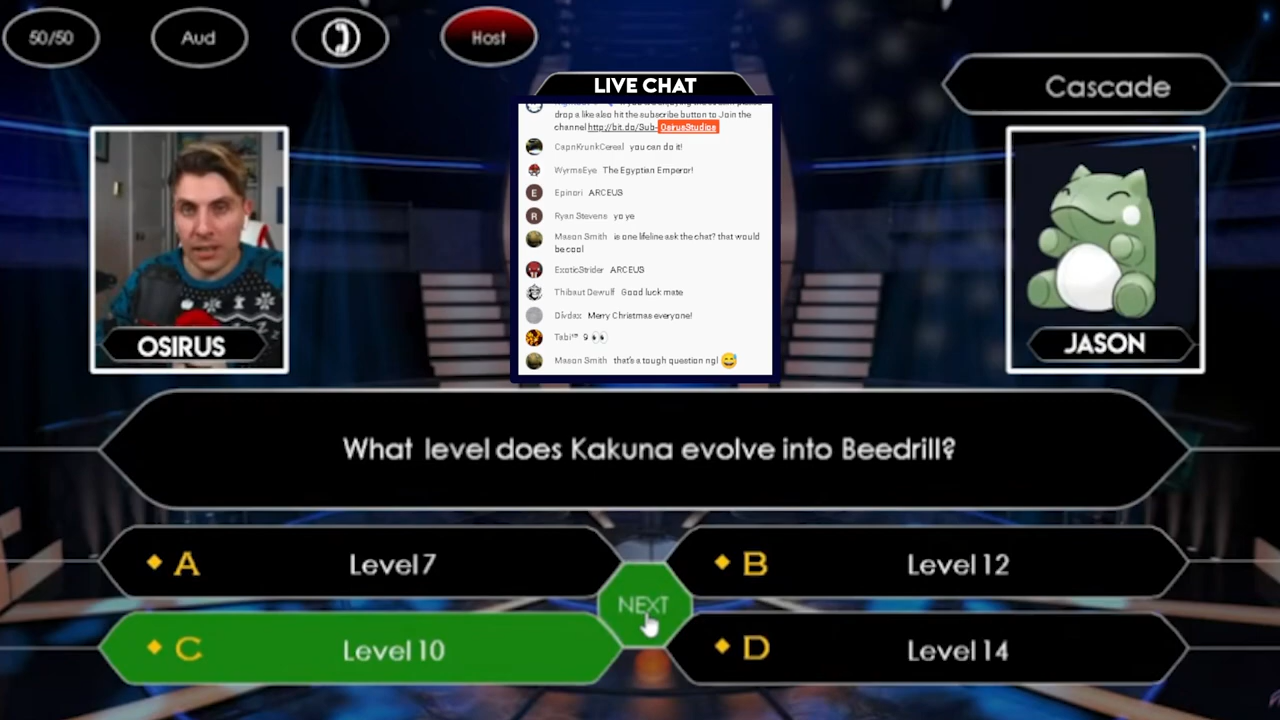 50/50
Aud
Host
LIVE CHAT
Cascade
drop a like also hit the subscribe button to Join the
channel http://bit.do/Sub-OsirusStudios
CapnKrunkCereal you can do it!
WyrmsEye The Egyptian Emperor!
E
Epinori ARCEUS
R
Ryan Stevens yo ye
Mason Smith is one lifeline ask the chat? that would
be cool
ExoticStrider ARCEUS
Thibaut Dewulf Good luck mate
Divdax Merry Christmas everyone!
Tabi™ 9 👀
Mason Smith that's a tough question ngl 😅
OSIRUS
JASON
What level does Kakuna evolve into Beedrill?
A Level 7
B Level 12
NEXT
C Level 10
D Level 14